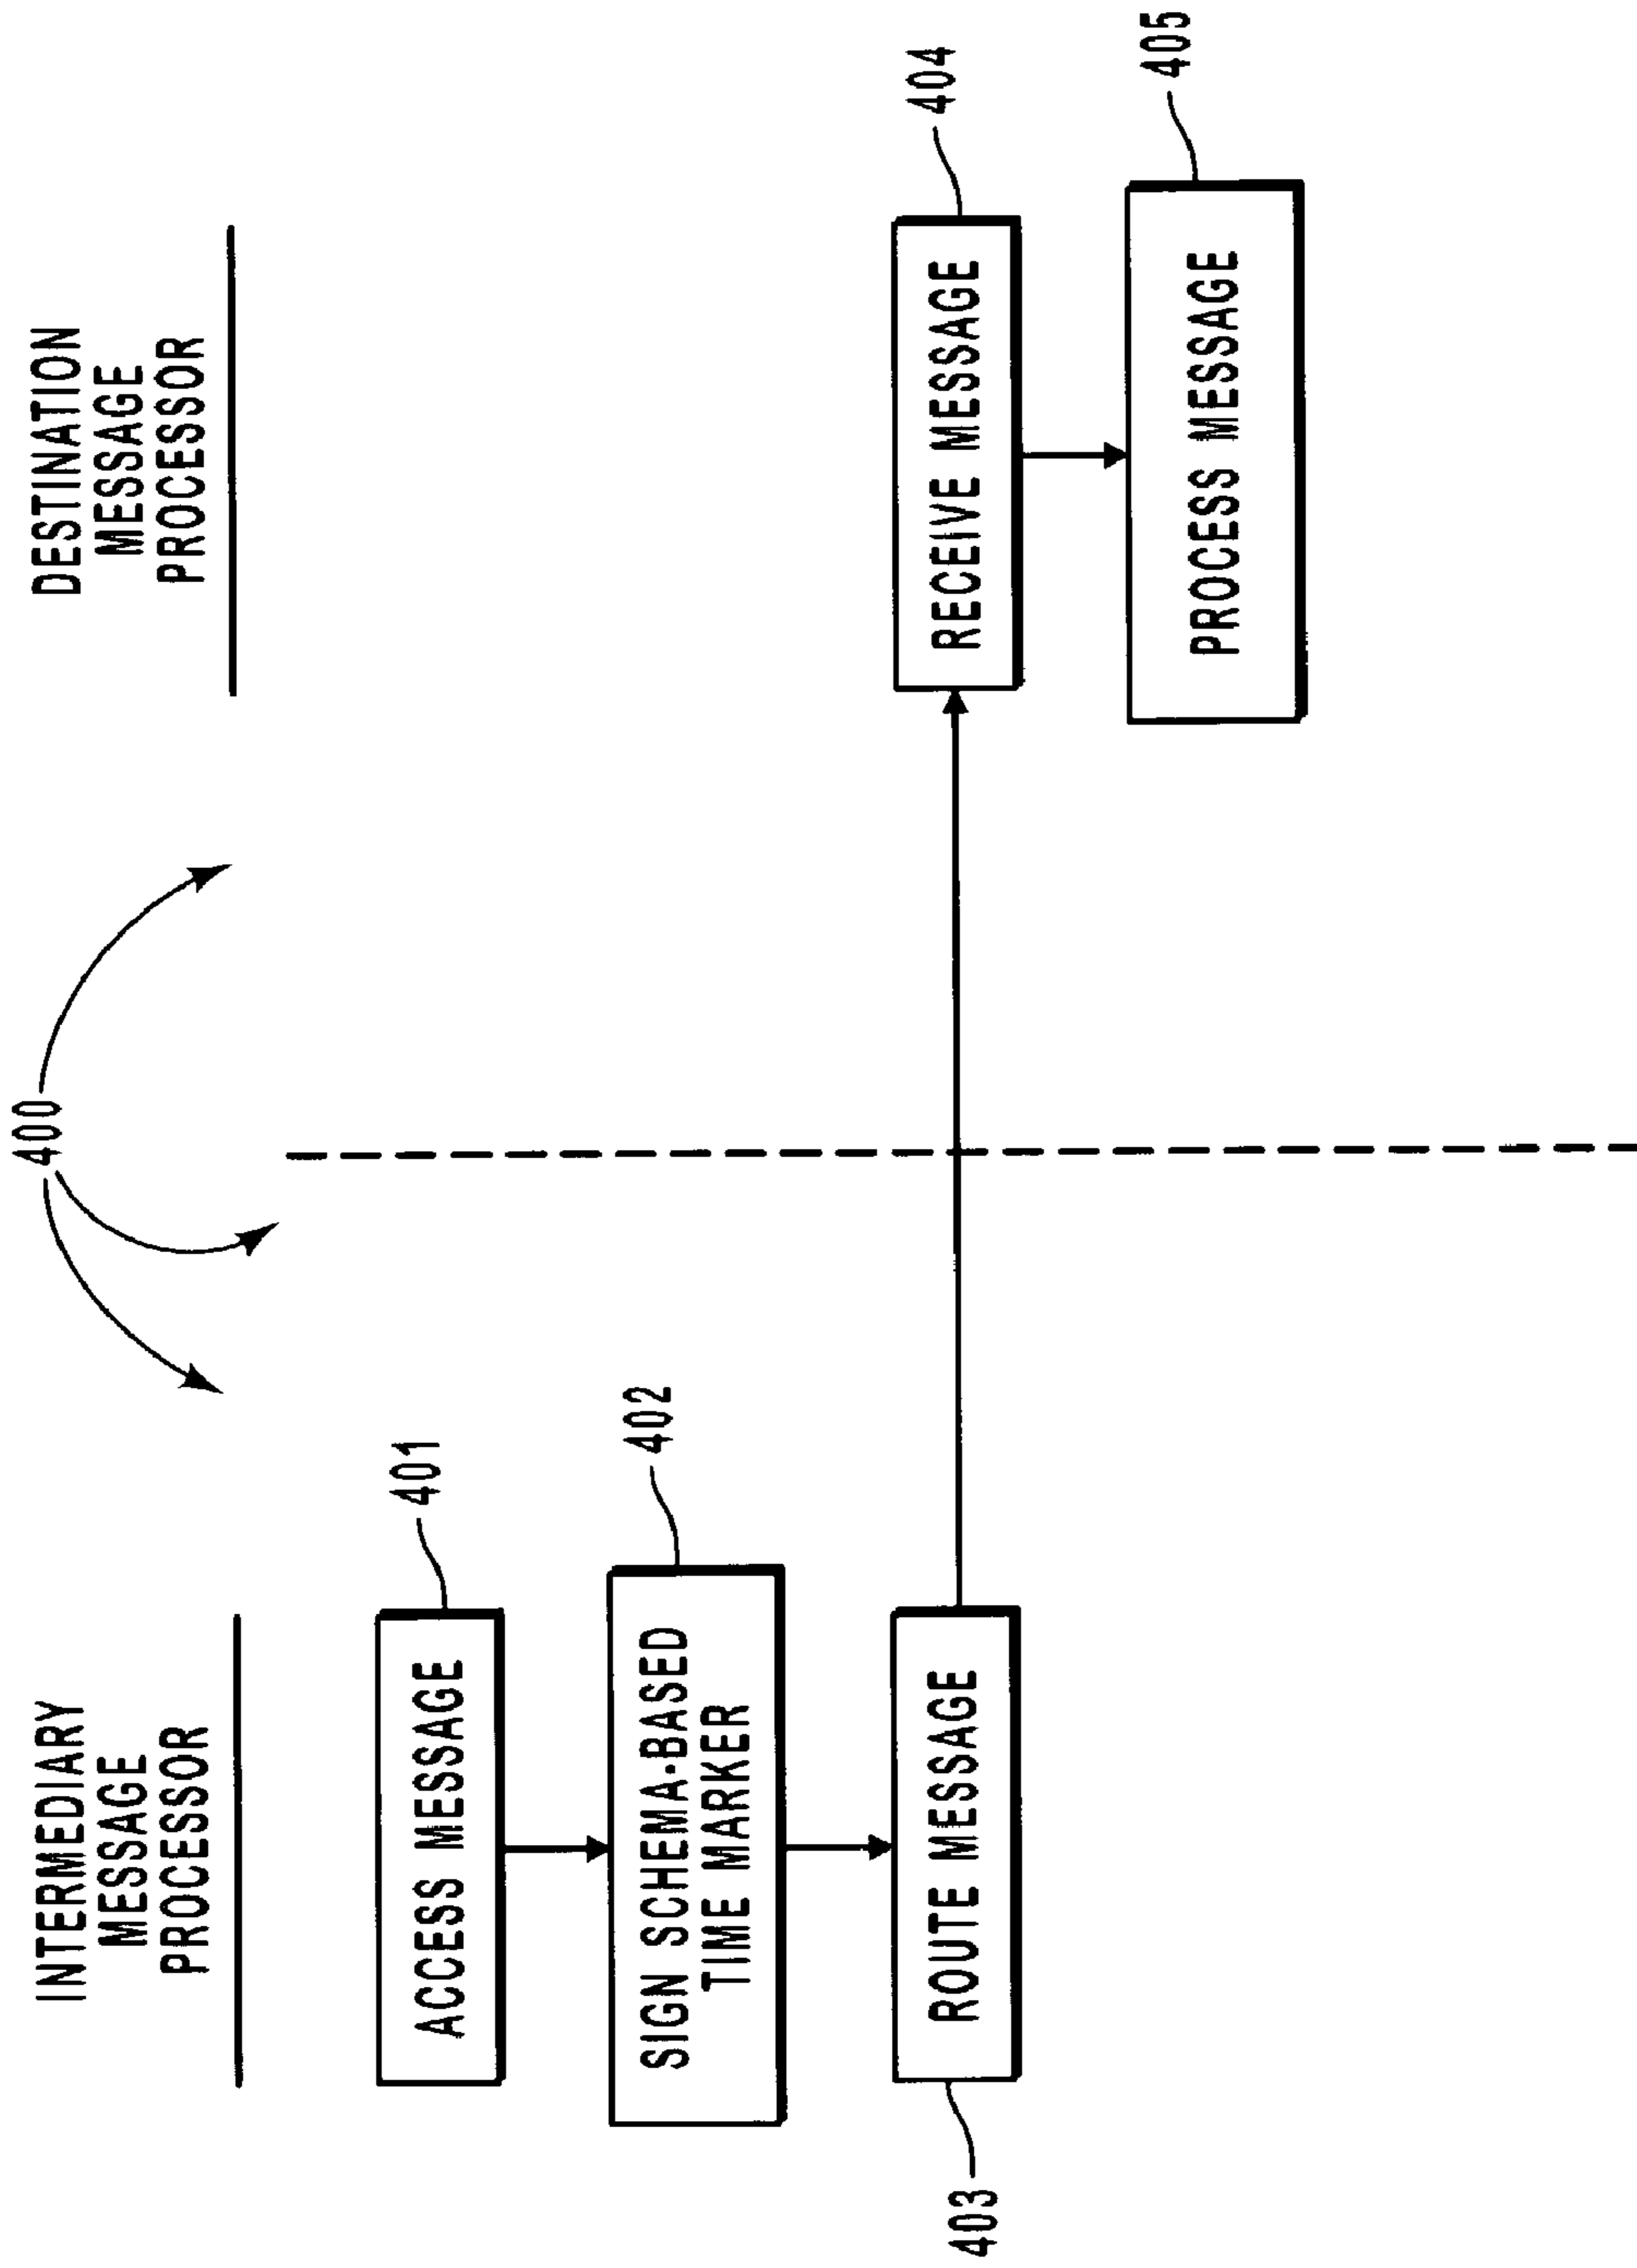 400
INTERMEDIARY
MESSAGE
PROCESSOR
DESTINATION
MESSAGE
PROCESSOR
ACCESS MESSAGE
401
SIGN SCHEMA-BASED
TIME MARKER
402
ROUTE MESSAGE
403
RECEIVE MESSAGE
404
PROCESS MESSAGE
405